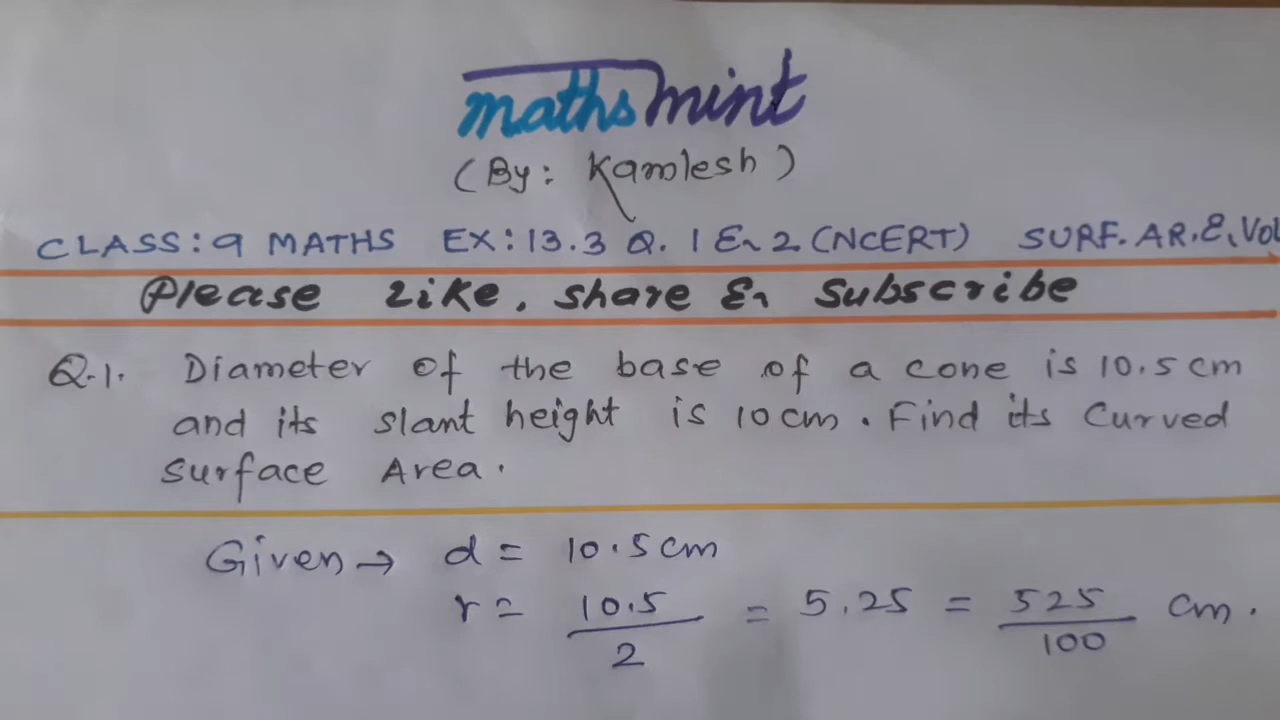 mathsmint
(By: Kamlesh)
CLASS: 9 MATHS EX: 13.3 Q. 1 & 2 (NCERT) SURF. AR. & Vol
Please Like, Share & Subscribe
Q.1. Diameter of the base of a cone is 10.5 cm
and its slant height is 10 cm. Find its Curved
Surface Area.
Given → d = 10.5 cm
r = 10.5/2 = 5.25 = 525/100 cm.